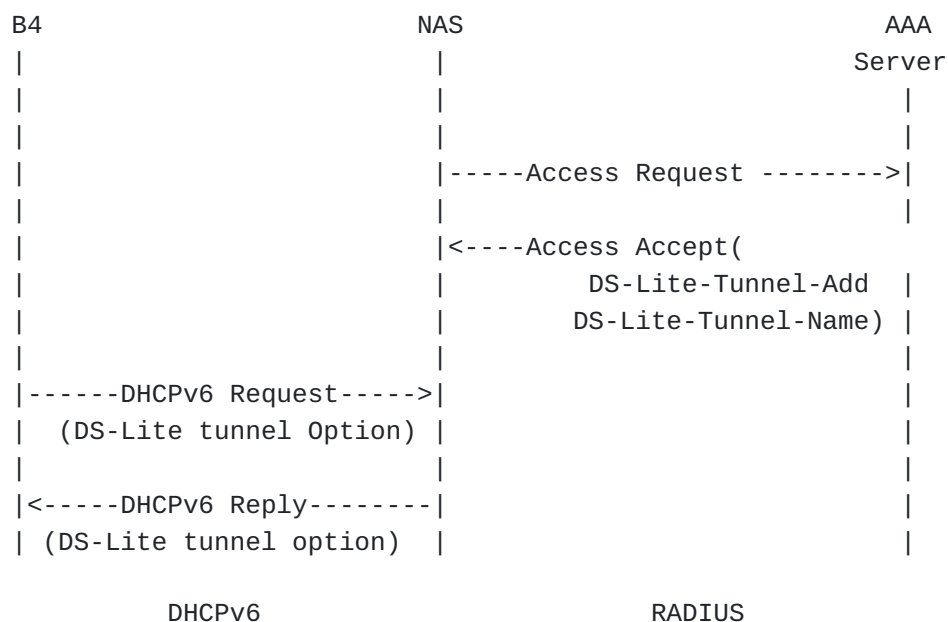 B4                         NAS                            AAA
|                           |                          Server
|                           |                             |
|                           |                             |
|                           |-----Access Request -------->|
|                           |                             |
|                           |<----Access Accept(
|                           |         DS-Lite-Tunnel-Add  |
|                           |        DS-Lite-Tunnel-Name) |
|                           |                             |
|------DHCPv6 Request----->|                             |
|  (DS-Lite tunnel Option) |                             |
|                           |                             |
|<-----DHCPv6 Reply--------|                             |
| (DS-Lite tunnel option)  |                             |
DHCPv6                         RADIUS